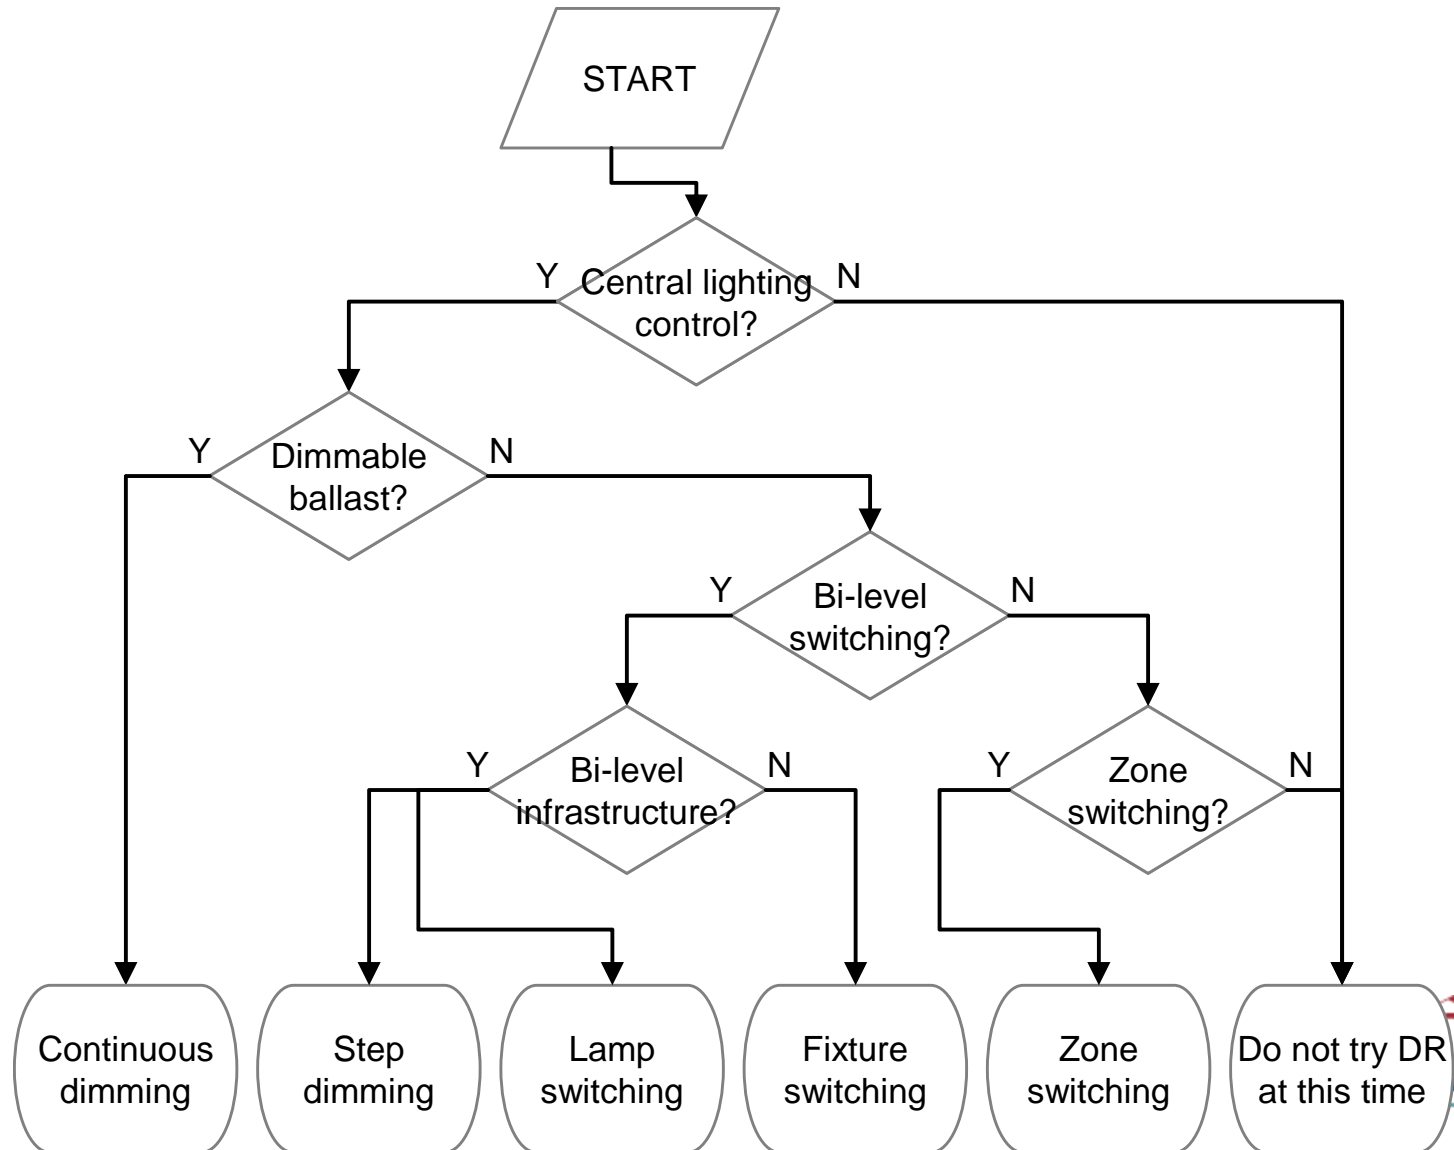 START
Y
Central lighting
control?
N
Y
Dimmable
ballast?
N
Y
Bi-level
switching?
N
Y
Bi-level
infrastructure?
N
Y
Zone
switching?
N
Continuous
dimming
Step
dimming
Lamp
switching
Fixture
switching
Zone
switching
Do not try DR
at this time